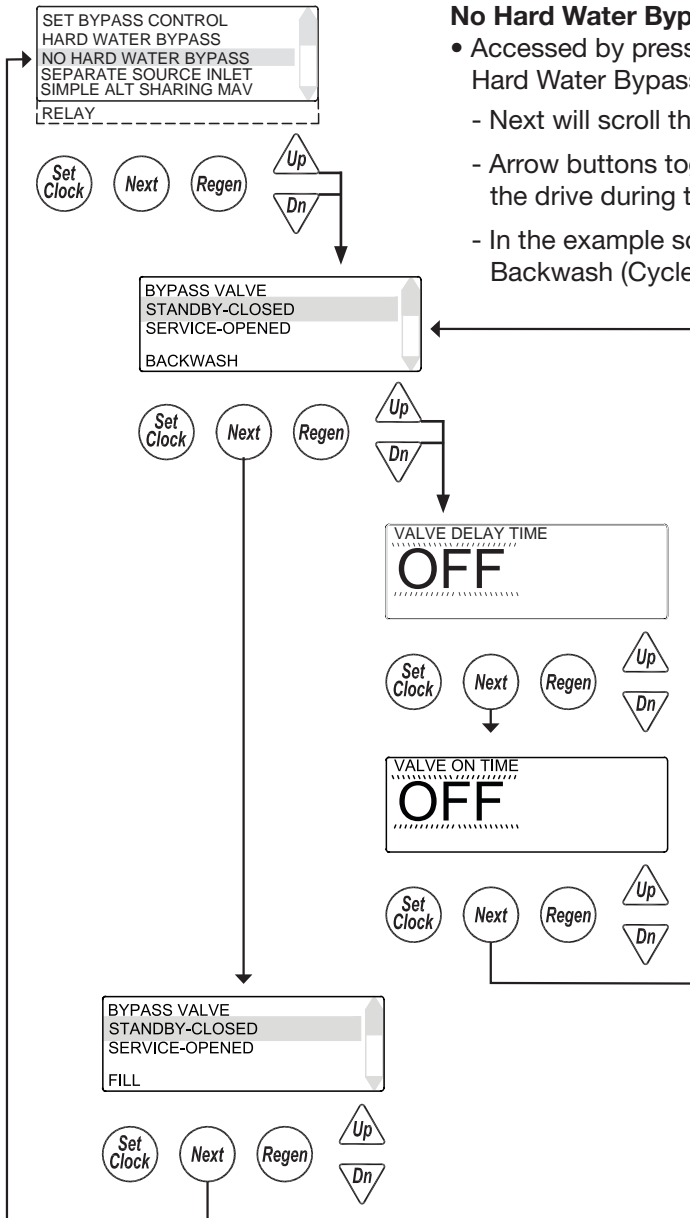 SET BYPASS CONTROL
HARD WATER BYPASS
NO HARD WATER BYPASS
SEPARATE SOURCE INLET
SIMPLE ALT SHARING MAV
RELAY
Set Clock
Next
Regen
Up
Dn
No Hard Water Byp
• Accessed by press
Hard Water Bypas
- Next will scroll th
- Arrow buttons to
the drive during t
- In the example sc
Backwash (Cycle
BYPASS VALVE
STANDBY-CLOSED
SERVICE-OPENED
BACKWASH
Set Clock
Next
Regen
Up
Dn
VALVE DELAY TIME
OFF
Set Clock
Next
Regen
Up
Dn
VALVE ON TIME
OFF
Set Clock
Next
Regen
Up
Dn
BYPASS VALVE
STANDBY-CLOSED
SERVICE-OPENED
FILL
Set Clock
Next
Regen
Up
Dn